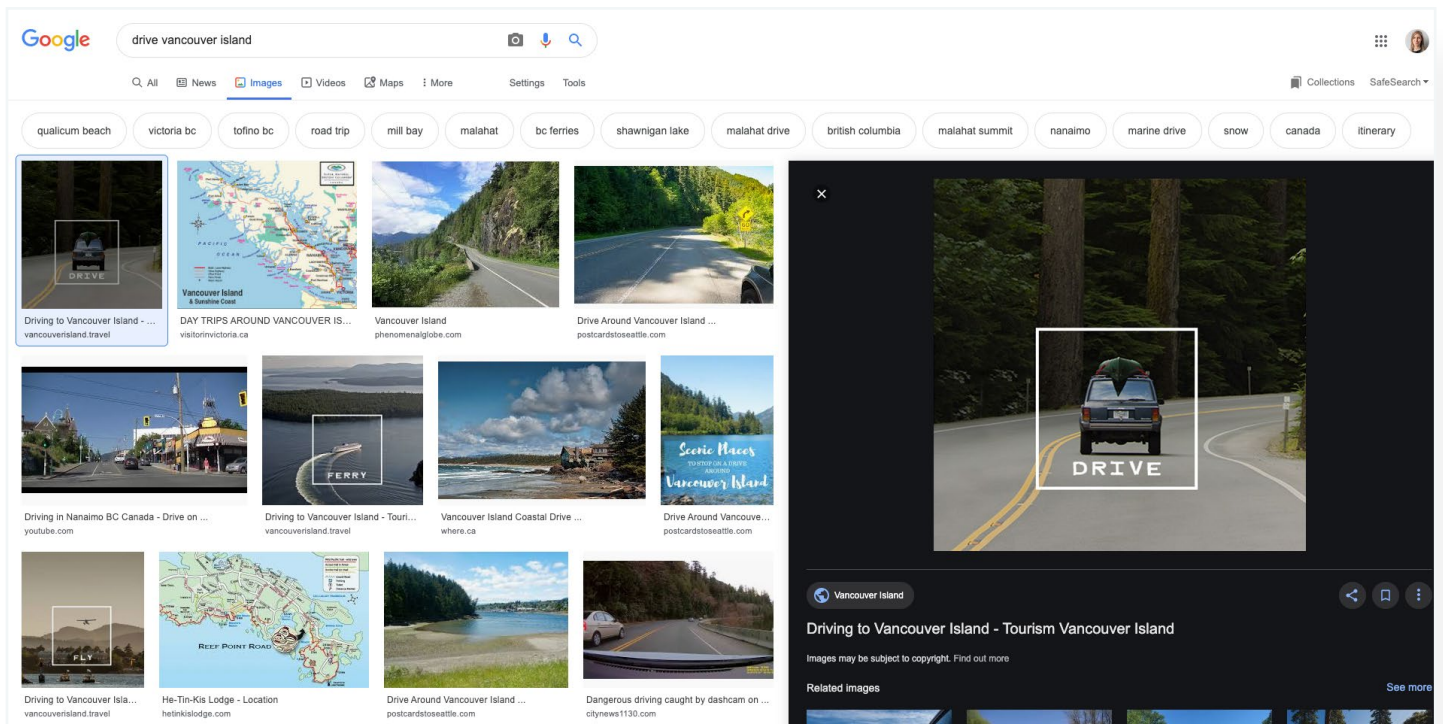 Google
drive vancouver island
All
News
Images
Videos
Maps
More
Settings
Tools
Collections
SafeSearch
qualicum beach
victoria bc
tofino bc
road trip
mill bay
malahat
bc ferries
shawnigan lake
malahat drive
british columbia
malahat summit
nanaimo
marine drive
snow
canada
itinerary
DRIVE
Driving to Vancouver Island - ...
vancouverisland.travel
PACIFIC
OCEAN
Vancouver Island
& Sunshine Coast
DAY TRIPS AROUND VANCOUVER IS...
visitorinvictoria.ca
Vancouver Island
phenomenalglobe.com
Drive Around Vancouver Island ...
postcardstoseattle.com
Driving in Nanaimo BC Canada - Drive on ...
youtube.com
FERRY
Driving to Vancouver Island - Touri...
vancouverisland.travel
Vancouver Island Coastal Drive ...
where.ca
Scenic Places
TO STOP ON A DRIVE
AROUND
Vancouver Island
Drive Around Vancouve...
postcardstoseattle.com
FLY
Driving to Vancouver Isla...
vancouverisland.travel
REEF POINT ROAD
He-Tin-Kis Lodge - Location
hetinkislodge.com
Drive Around Vancouver Island ...
postcardstoseattle.com
Dangerous driving caught by dashcam on ...
citynews1130.com
DRIVE
Vancouver Island
Driving to Vancouver Island - Tourism Vancouver Island
Images may be subject to copyright. Find out more
Related images
See more